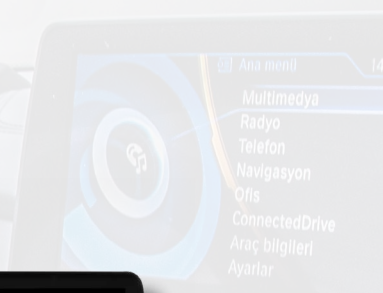 Ana menü
Multimedya
Radyo
Telefon
Navigasyon
Ofis
ConnectedDrive
Araç bilgileri
Ayarlar